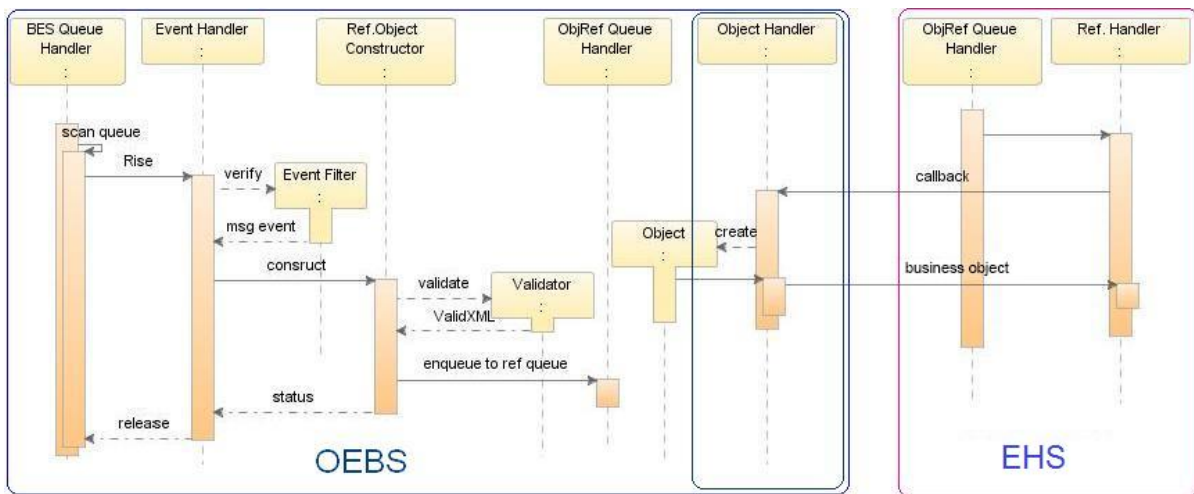 BES Queue
Handler
:
Event Handler
:
Ref.Object
Constructor
:
ObjRef Queue
Handler
:
Object Handler
:
ObjRef Queue
Handler
:
Ref. Handler
:
scan queue
Rise
verify
Event Filter
:
callback
msg event
Object
:
create
consruct
validate
Validator
:
business object
ValidXML
enqueue to ref queue
status
release
OEBS
EHS